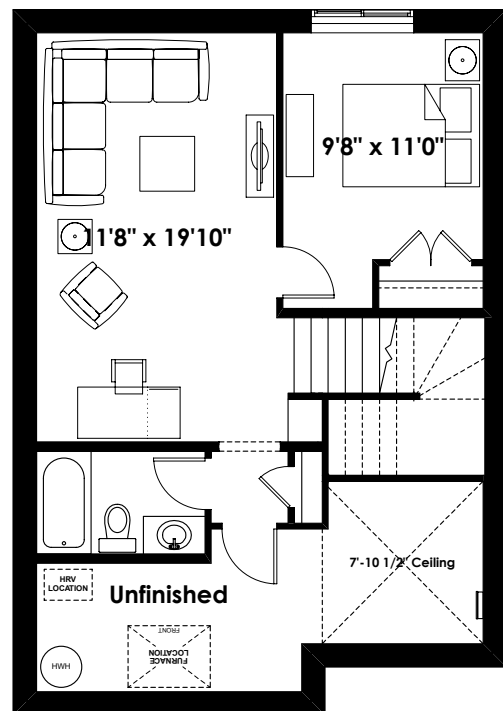 9'8" x 11'0"
11'8" x 19'10"
7'-10 1/2" Ceiling
HRV
LOCATION
Unfinished
FRONT
FURNACE
LOCATION
HWH